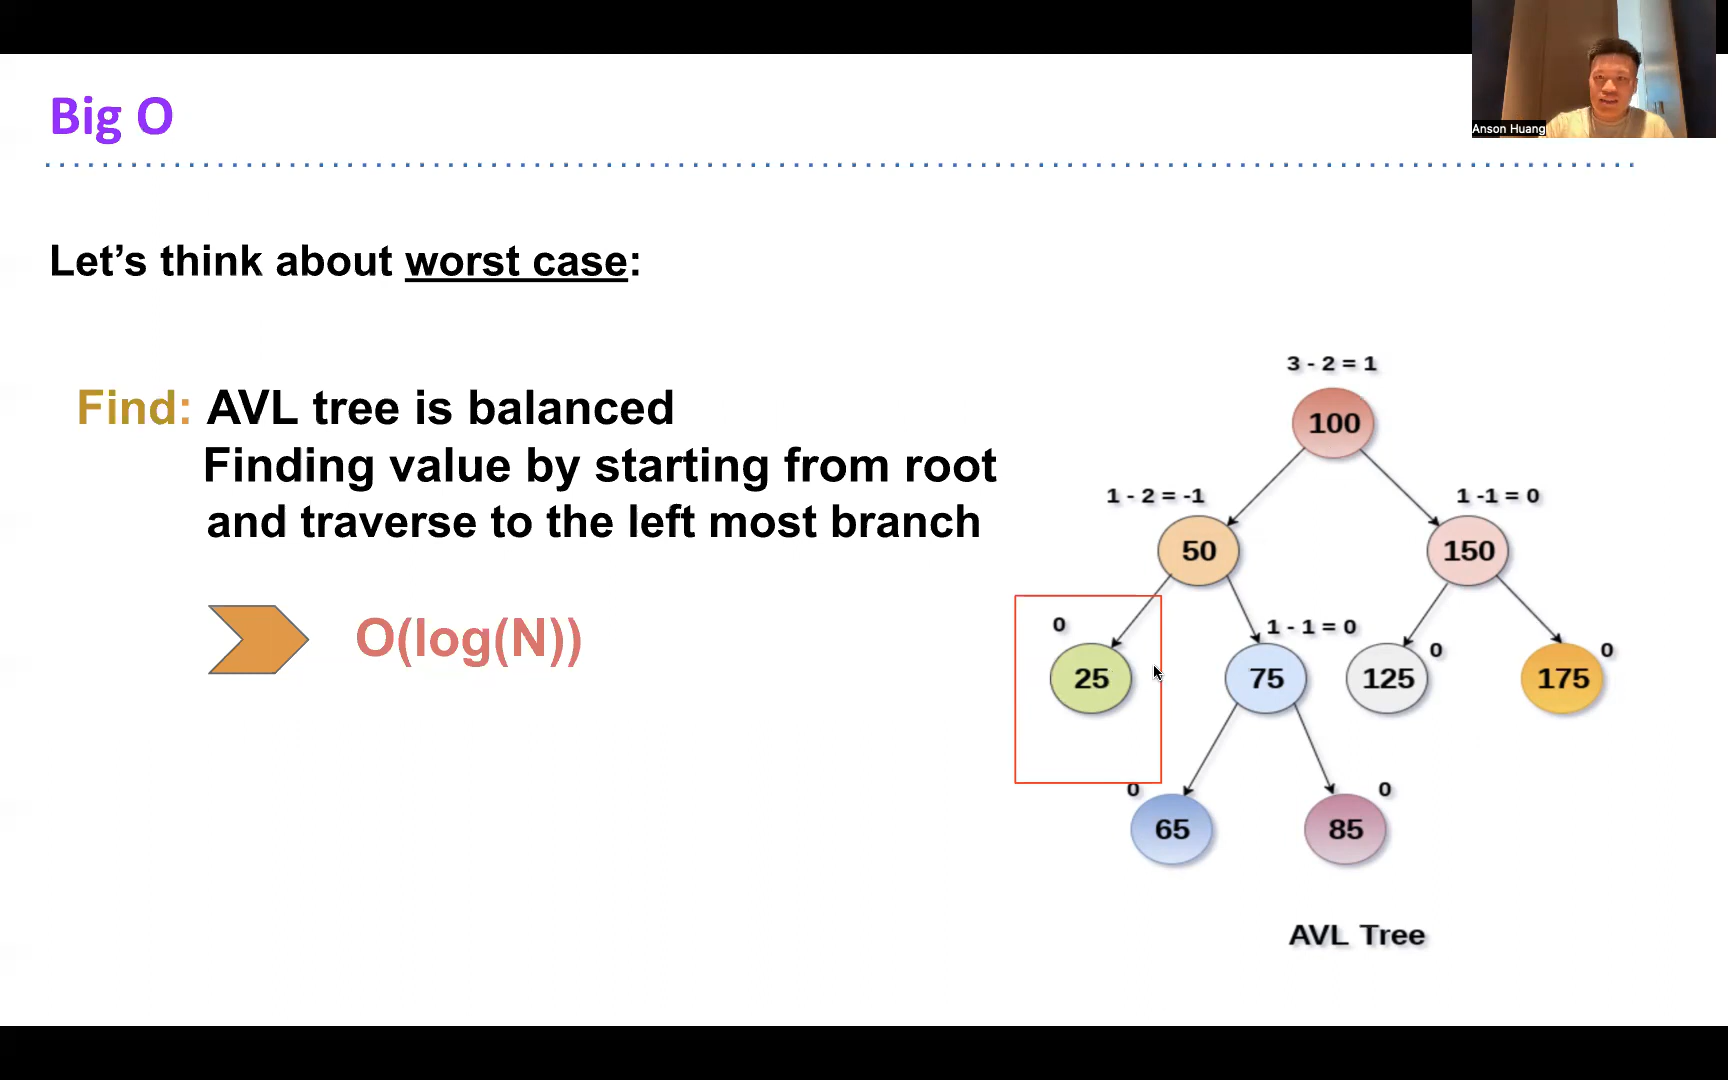 Anson Huang
Big O
Let’s think about worst case:
Find: AVL tree is balanced
Finding value by starting from root
and traverse to the left most branch
O(log(N))
3 - 2 = 1
100
1 - 2 = -1
1 -1 = 0
50
150
0
1 - 1 = 0
0
0
25
75
125
175
0
0
65
85
AVL Tree